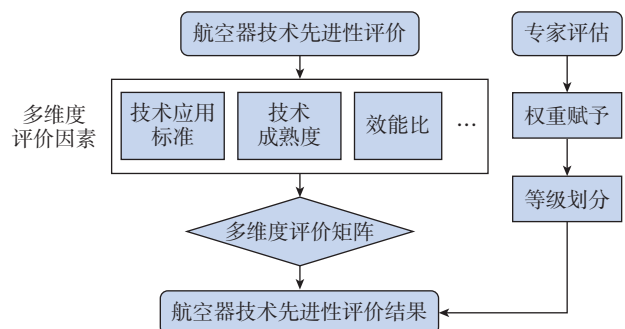 航空器技术先进性评价
专家评估
多维度
评价因素
技术应用
标准
技术
成熟度
效能比
…
权重赋予
等级划分
多维度评价矩阵
航空器技术先进性评价结果